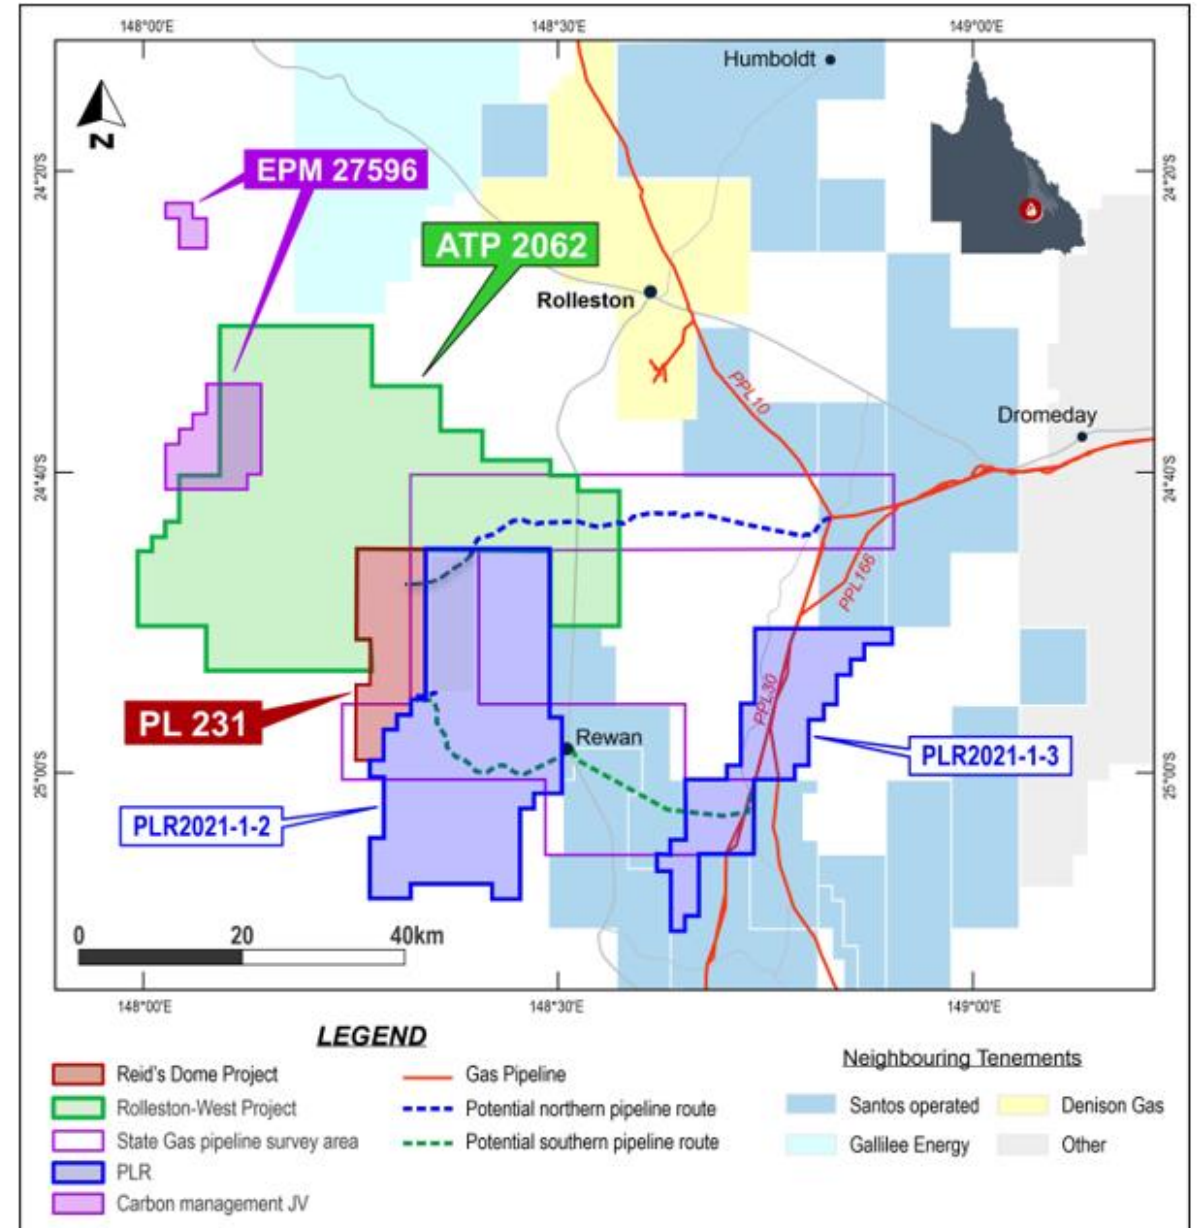 148°00'E 148°30'E 149°00'E
Humboldt
N
24°20'S 24°20'S
EPM 27596
ATP 2062
Rolleston
PPL10
Dromeday
24°40'S 24°40'S
PPL166
PL 231
PPL30
Rewan
PLR2021-1-3
25°00'S 25°00'S
PLR2021-1-2
0 20 40km
148°00'E 148°30'E 149°00'E
LEGEND
Reid's Dome Project
Rolleston-West Project
State Gas pipeline survey area
PLR
Carbon management JV
Gas Pipeline
Potential northern pipeline route
Potential southern pipeline route
Neighbouring Tenements
Santos operated
Gallilee Energy
Denison Gas
Other